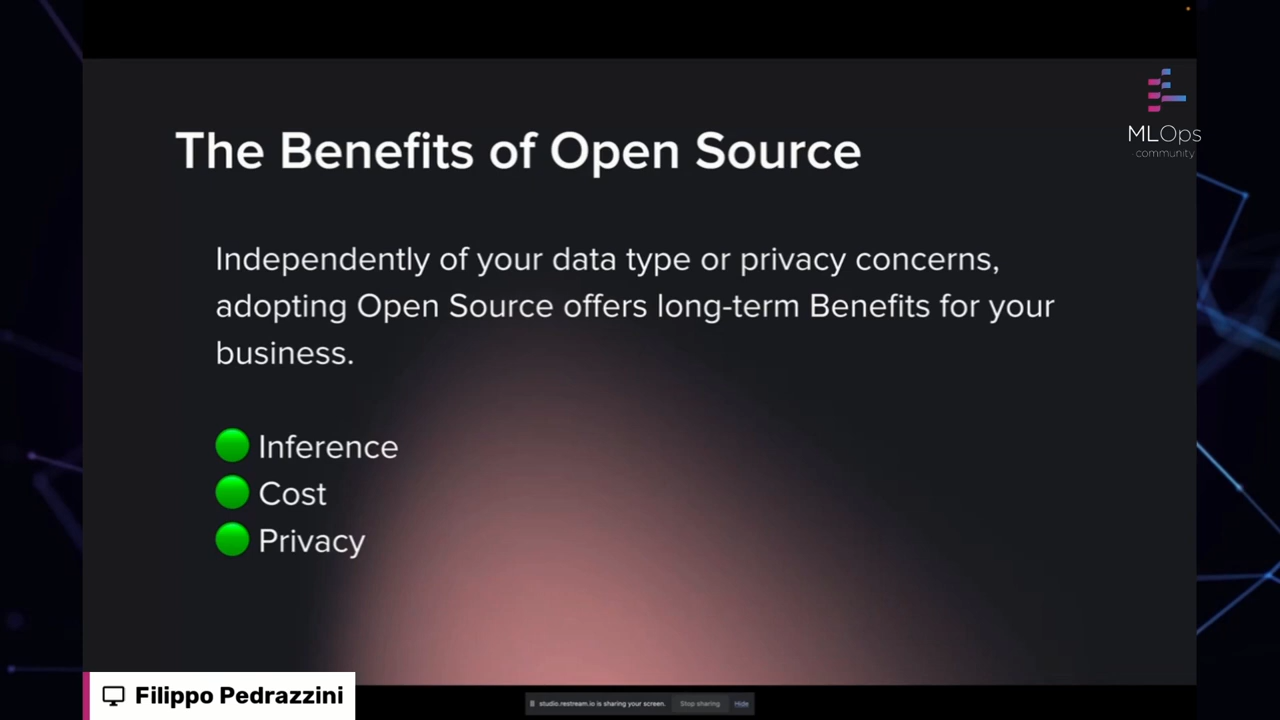 The Benefits of Open Source
MLOps
community
Independently of your data type or privacy concerns,
adopting Open Source offers long-term Benefits for your
business.
Inference
Cost
Privacy
Filippo Pedrazzini
studio.restream.io is sharing your screen.
Stop sharing
Hide